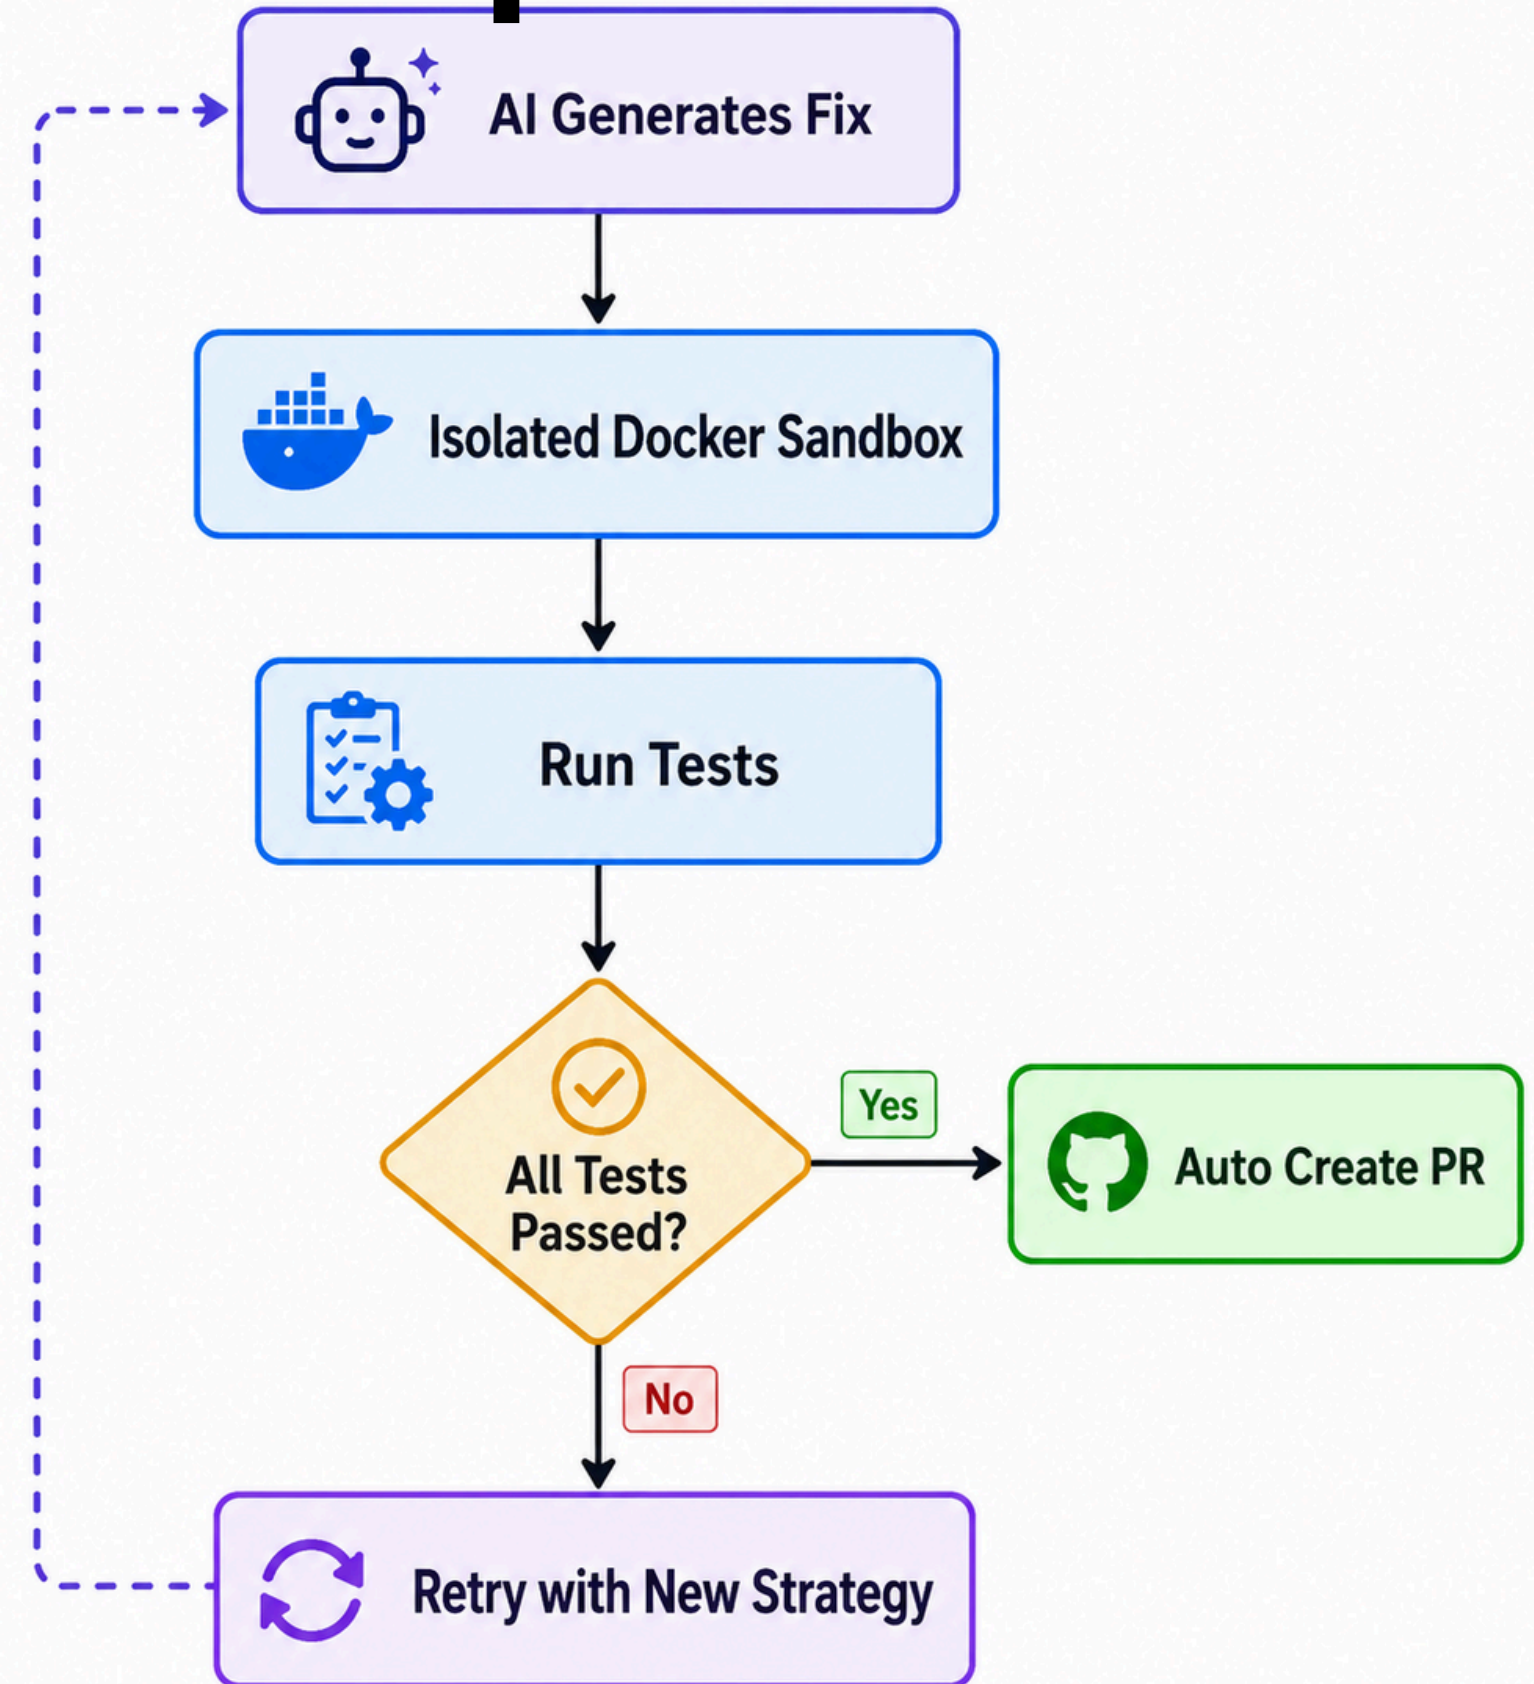 AI Generates Fix
Isolated Docker Sandbox
Run Tests
All Tests
Passed?
Yes
Auto Create PR
No
Retry with New Strategy